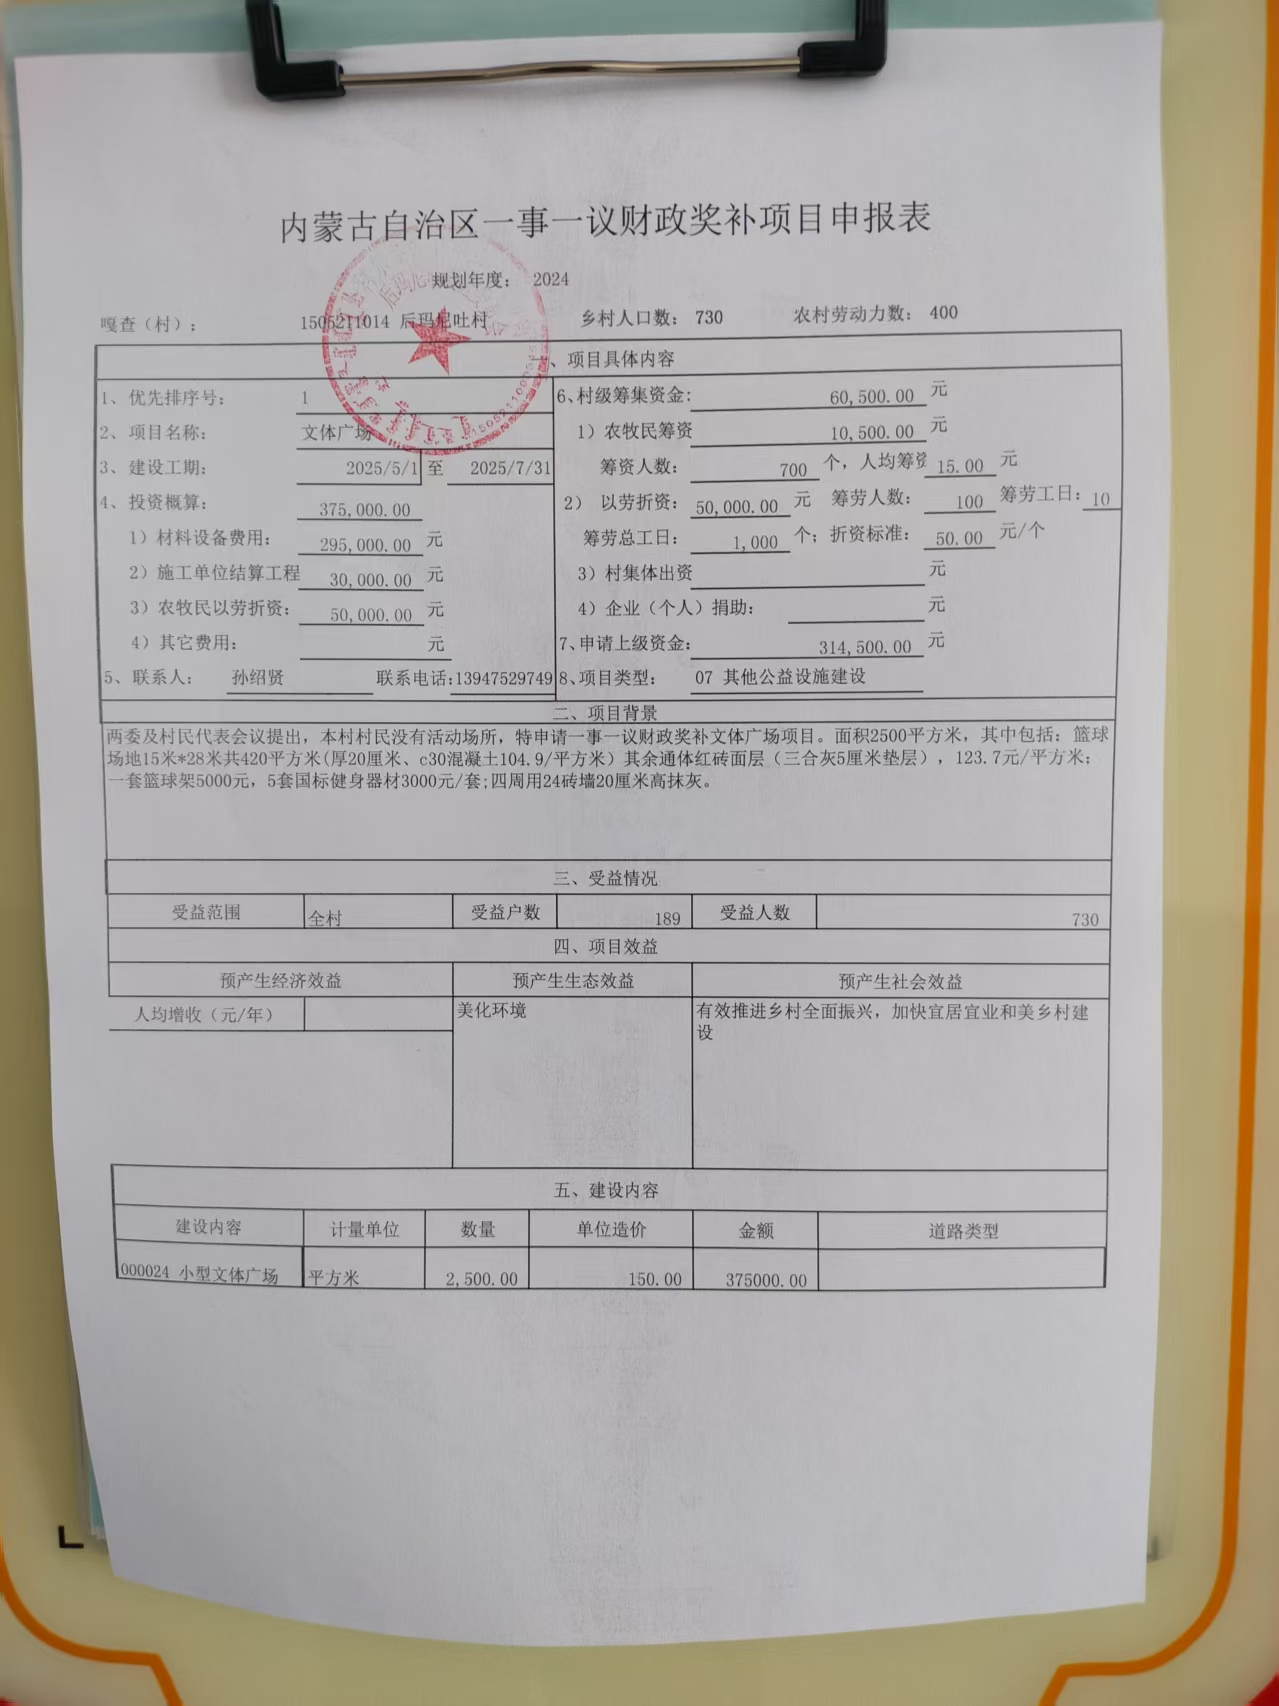 内蒙古自治区一事一议财政奖补项目申报表
规划年度： 2024
嘎查（村）： 1505211014 后玛尼吐村 乡村人口数： 730 农村劳动力数： 400
、项目具体内容
1、优先排序号： 1
2、项目名称： 文体广场
3、建设工期： 2025/5/1 至 2025/7/31
4、投资概算： 375,000.00
1）材料设备费用： 295,000.00 元
2）施工单位结算工程 30,000.00 元
3）农牧民以劳折资： 50,000.00 元
4）其它费用： 元
5、联系人： 孙绍贤 联系电话：13947529749
6、村级筹集资金： 60,500.00 元
1）农牧民筹资 10,500.00 元
筹资人数： 700 个，人均筹资 15.00 元
2） 以劳折资： 50,000.00 元 筹劳人数： 100 筹劳工日： 10
筹劳总工日： 1,000 个；折资标准： 50.00 元/个
3）村集体出资 元
4）企业（个人）捐助： 元
7、申请上级资金： 314,500.00 元
8、项目类型： 07 其他公益设施建设
二、项目背景
两委及村民代表会议提出，本村村民没有活动场所，特申请一事一议财政奖补文体广场项目。面积2500平方米，其中包括：篮球
场地15米*28米共420平方米(厚20厘米、c30混凝土104.9/平方米）其余通体红砖面层（三合灰5厘米垫层），123.7元/平方米；
一套篮球架5000元，5套国标健身器材3000元/套;四周用24砖墙20厘米高抹灰。
三、受益情况
受益范围 全村 受益户数 189 受益人数 730
四、项目效益
预产生经济效益 预产生生态效益 预产生社会效益
人均增收（元/年） 美化环境 有效推进乡村全面振兴，加快宜居宜业和美乡村建
设
五、建设内容
建设内容 计量单位 数量 单位造价 金额 道路类型
000024 小型文体广场 平方米 2,500.00 150.00 375000.00